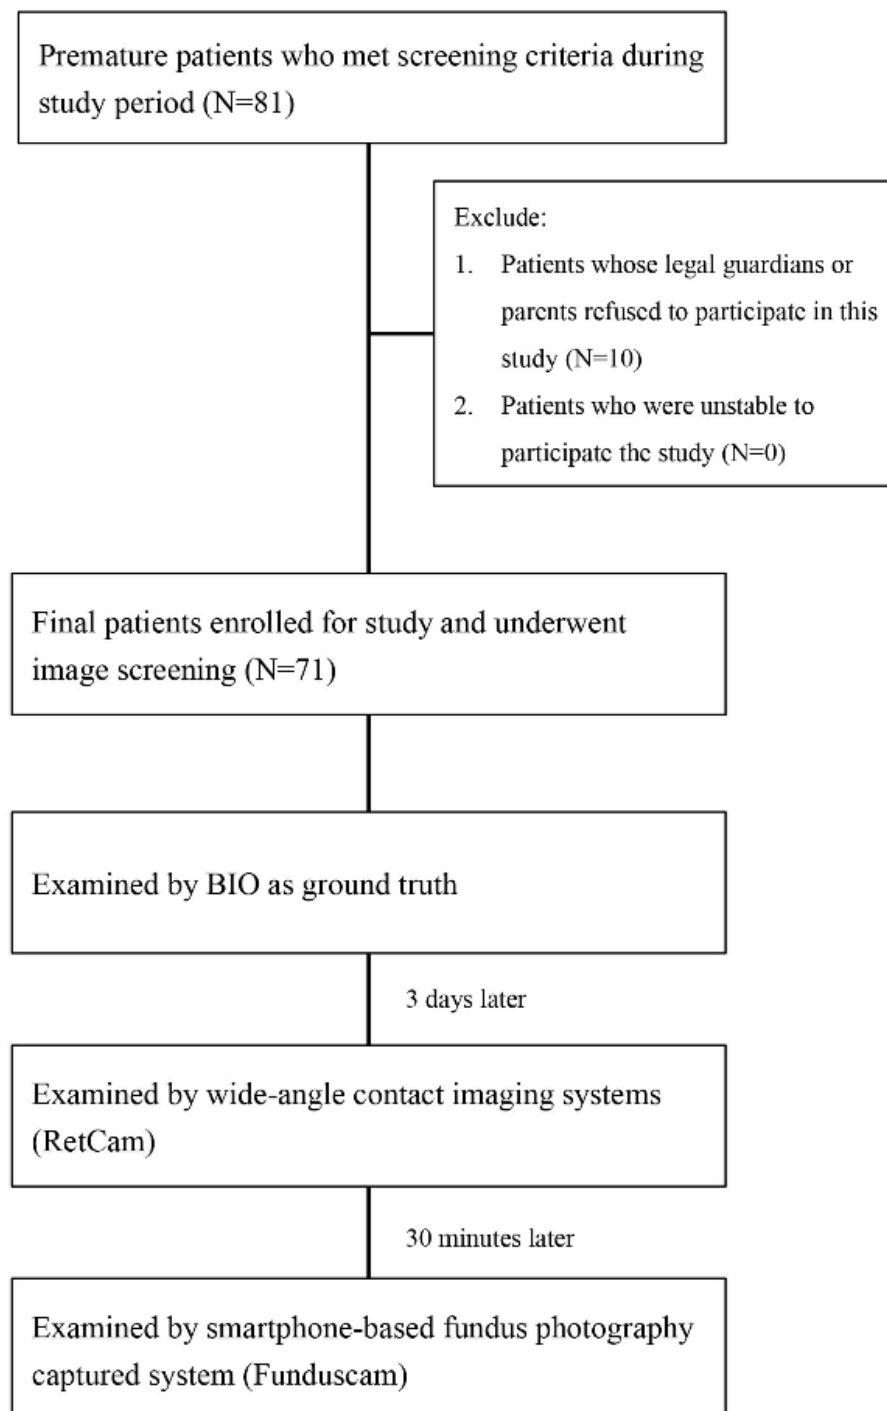 Premature patients who met screening criteria during
study period (N=81)
Exclude:
1. Patients whose legal guardians or
parents refused to participate in this
study (N=10)
2. Patients who were unstable to
participate the study (N=0)
Final patients enrolled for study and underwent
image screening (N=71)
Examined by BIO as ground truth
3 days later
Examined by wide-angle contact imaging systems
(RetCam)
30 minutes later
Examined by smartphone-based fundus photography
captured system (Funduscam)